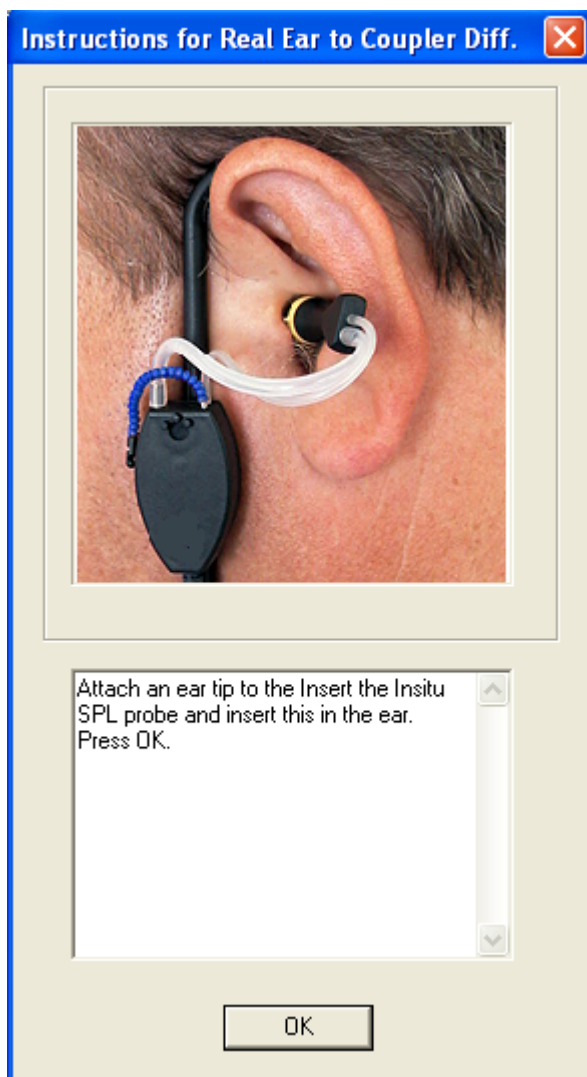 Instructions for Real Ear to Coupler Diff.
Attach an ear tip to the Insert the Insitu
SPL probe and insert this in the ear.
Press OK.
OK